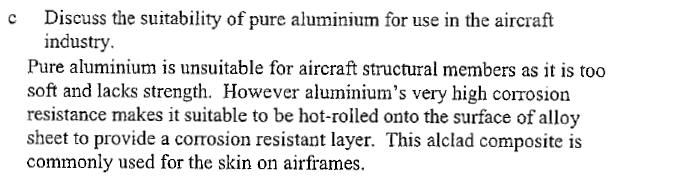 c Discuss the suitability of pure aluminium for use in the aircraft
industry.
Pure aluminium is unsuitable for aircraft structural members as it is too
soft and lacks strength. However aluminium's very high corrosion
resistance makes it suitable to be hot-rolled onto the surface of alloy
sheet to provide a corrosion resistant layer. This alclad composite is
commonly used for the skin on airframes.